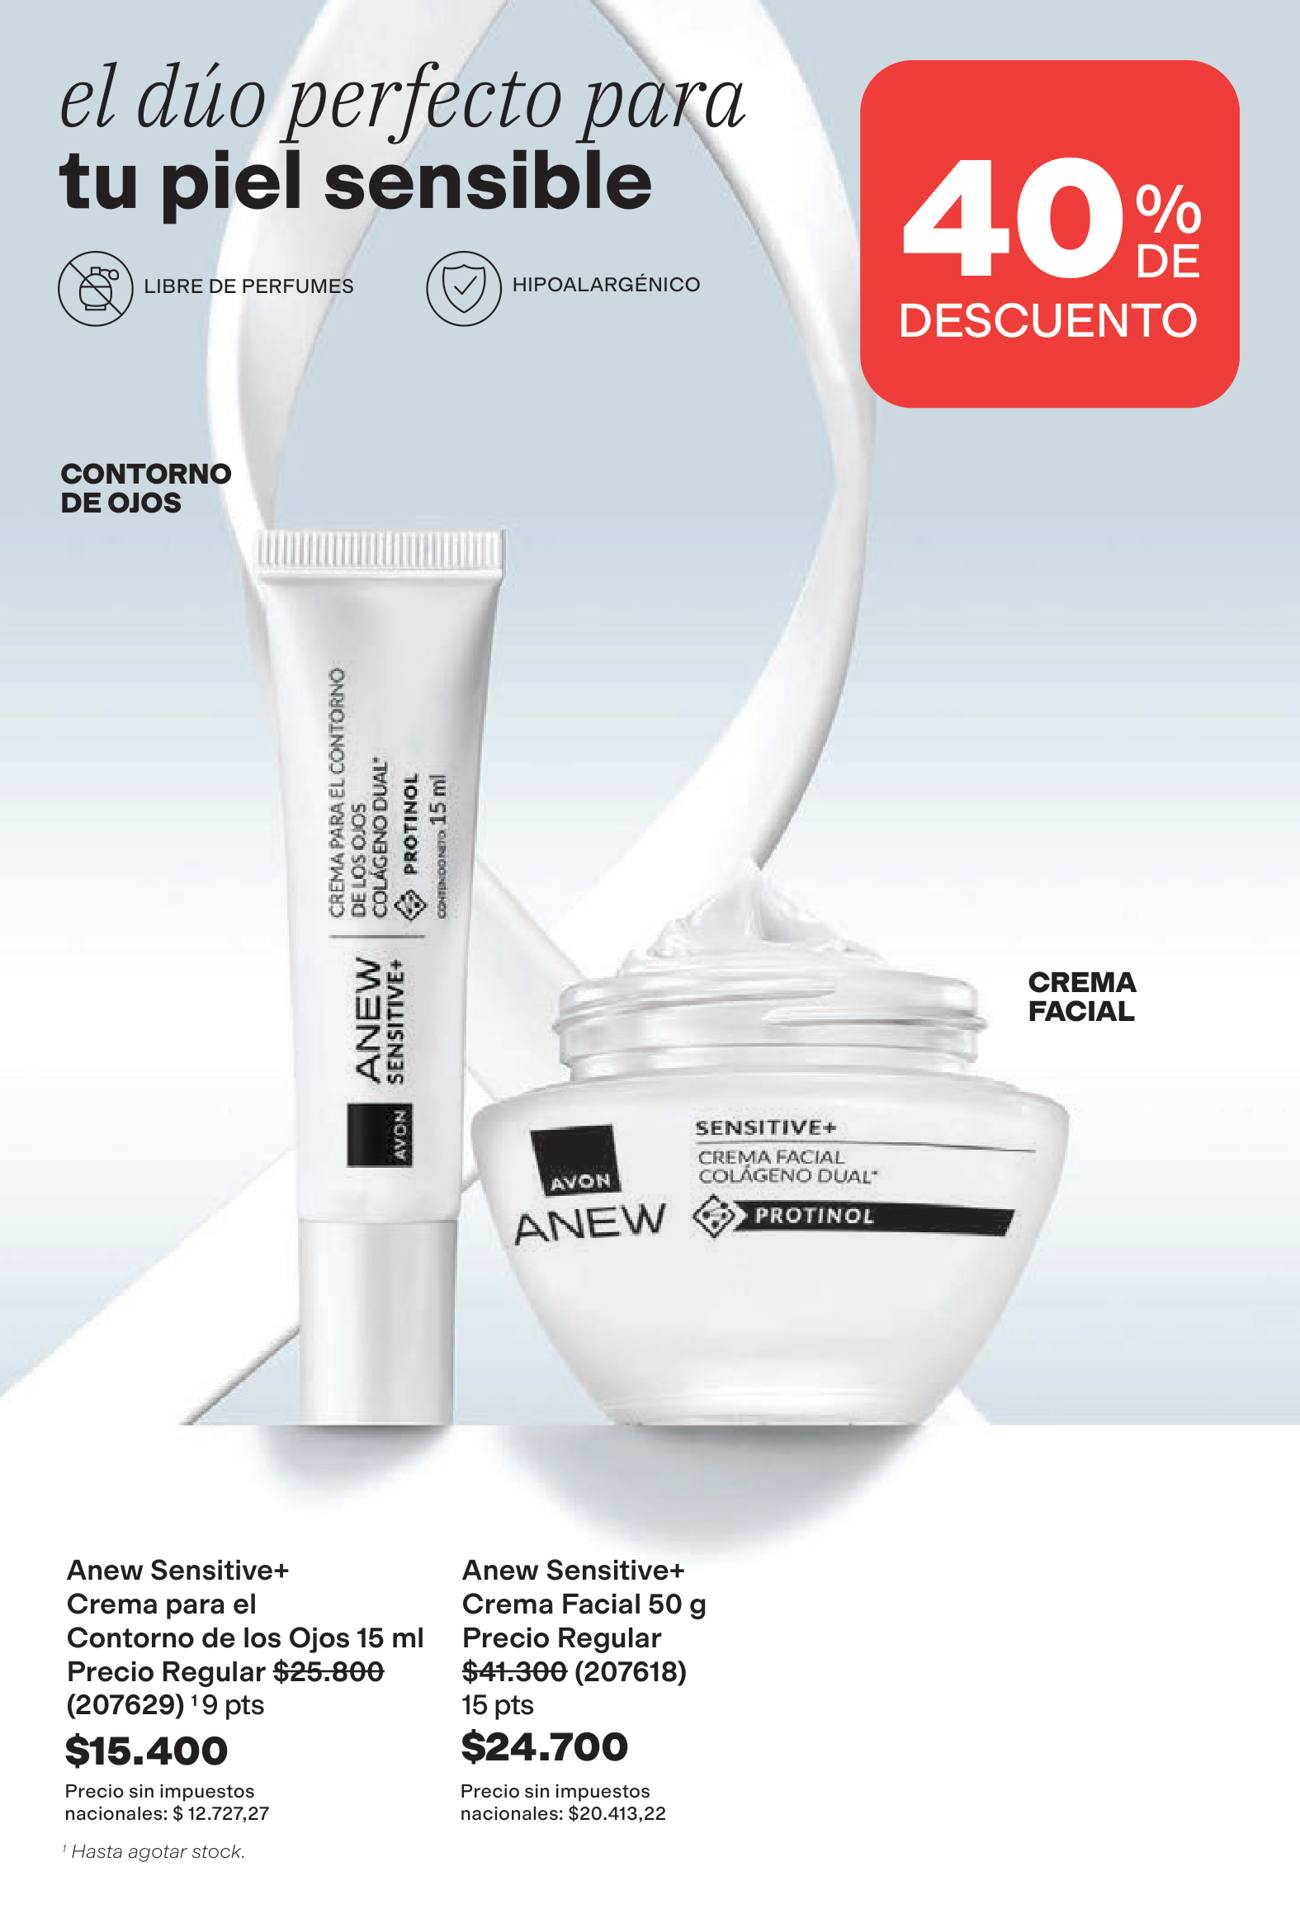 el dúo perfecto para
tu piel sensible
LIBRE DE PERFUMES
HIPOALARGÉNICO
40%
DE
DESCUENTO
CONTORNO
DE OJOS
CREMA PARA EL CONTORNO
DE LOS OJOS
COLÁGENO DUAL*
PROTINOL
CONTENIDO NETO: 15 ml
ANEW
SENSITIVE+
AVON
CREMA
FACIAL
AVON
ANEW
SENSITIVE+
CREMA FACIAL
COLÁGENO DUAL*
PROTINOL
Anew Sensitive+
Crema para el
Contorno de los Ojos 15 ml
Precio Regular $25.800
(207629) ¹ 9 pts
$15.400
Precio sin impuestos
nacionales: $ 12.727,27
Anew Sensitive+
Crema Facial 50 g
Precio Regular
$41.300 (207618)
15 pts
$24.700
Precio sin impuestos
nacionales: $20.413,22
¹ Hasta agotar stock.